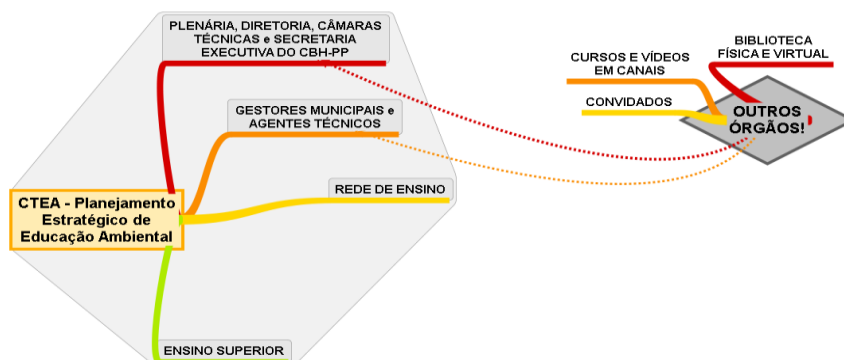 PLENÁRIA, DIRETORIA, CÂMARAS
TÉCNICAS e SECRETARIA
EXECUTIVA DO CBH-PP
GESTORES MUNICIPAIS e
AGENTES TÉCNICOS
REDE DE ENSINO
CTEA - Planejamento
Estratégico de
Educação Ambiental
ENSINO SUPERIOR
BIBLIOTECA
FÍSICA E VIRTUAL
CURSOS E VÍDEOS
EM CANAIS
CONVIDADOS
OUTROS
ÓRGÃOS!